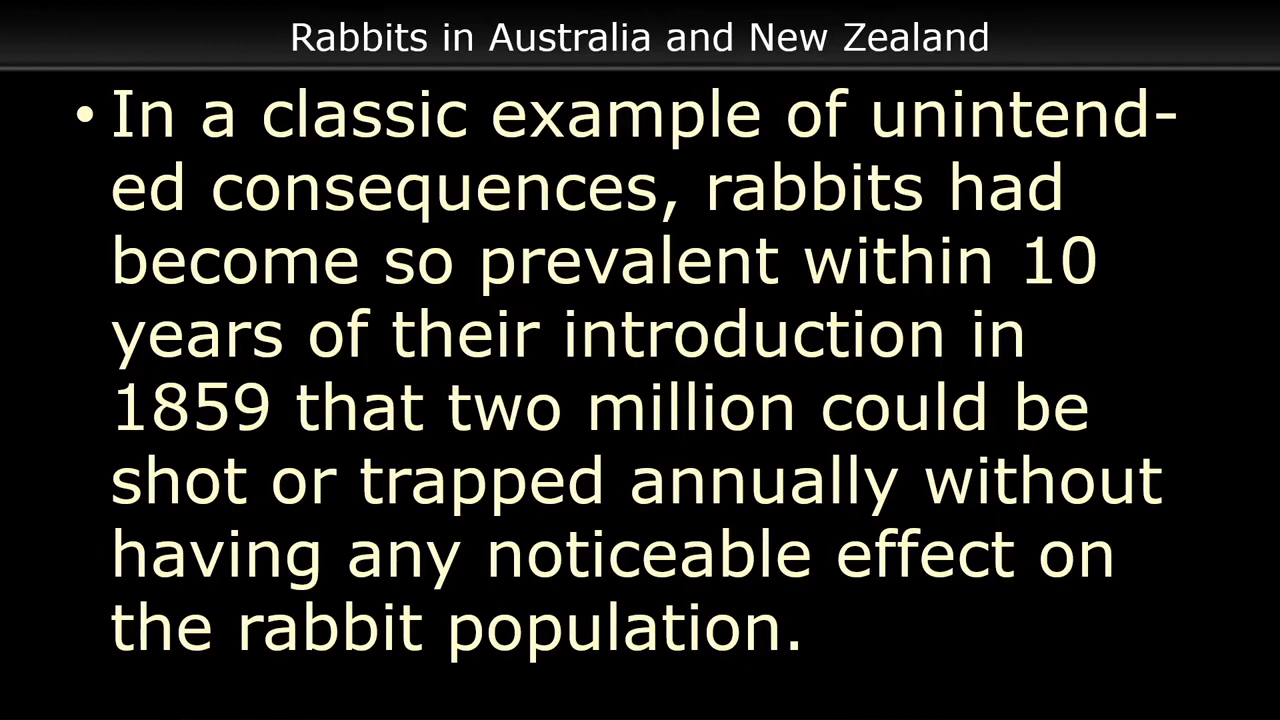 Rabbits in Australia and New Zealand
• In a classic example of unintend-
ed consequences, rabbits had
become so prevalent within 10
years of their introduction in
1859 that two million could be
shot or trapped annually without
having any noticeable effect on
the rabbit population.